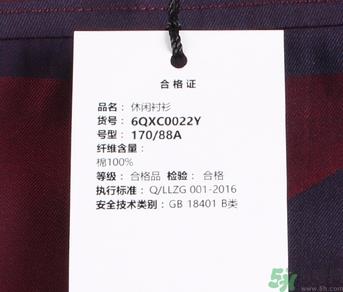 合格证
品名： 休闲衬衫
货号： 6QXC0022Y
号型： 170/88A
纤维含量：
棉100%
等级： 合格品 检验： 合格
执行标准： Q/LLZG 001-2016
安全技术类别： GB 18401 B类